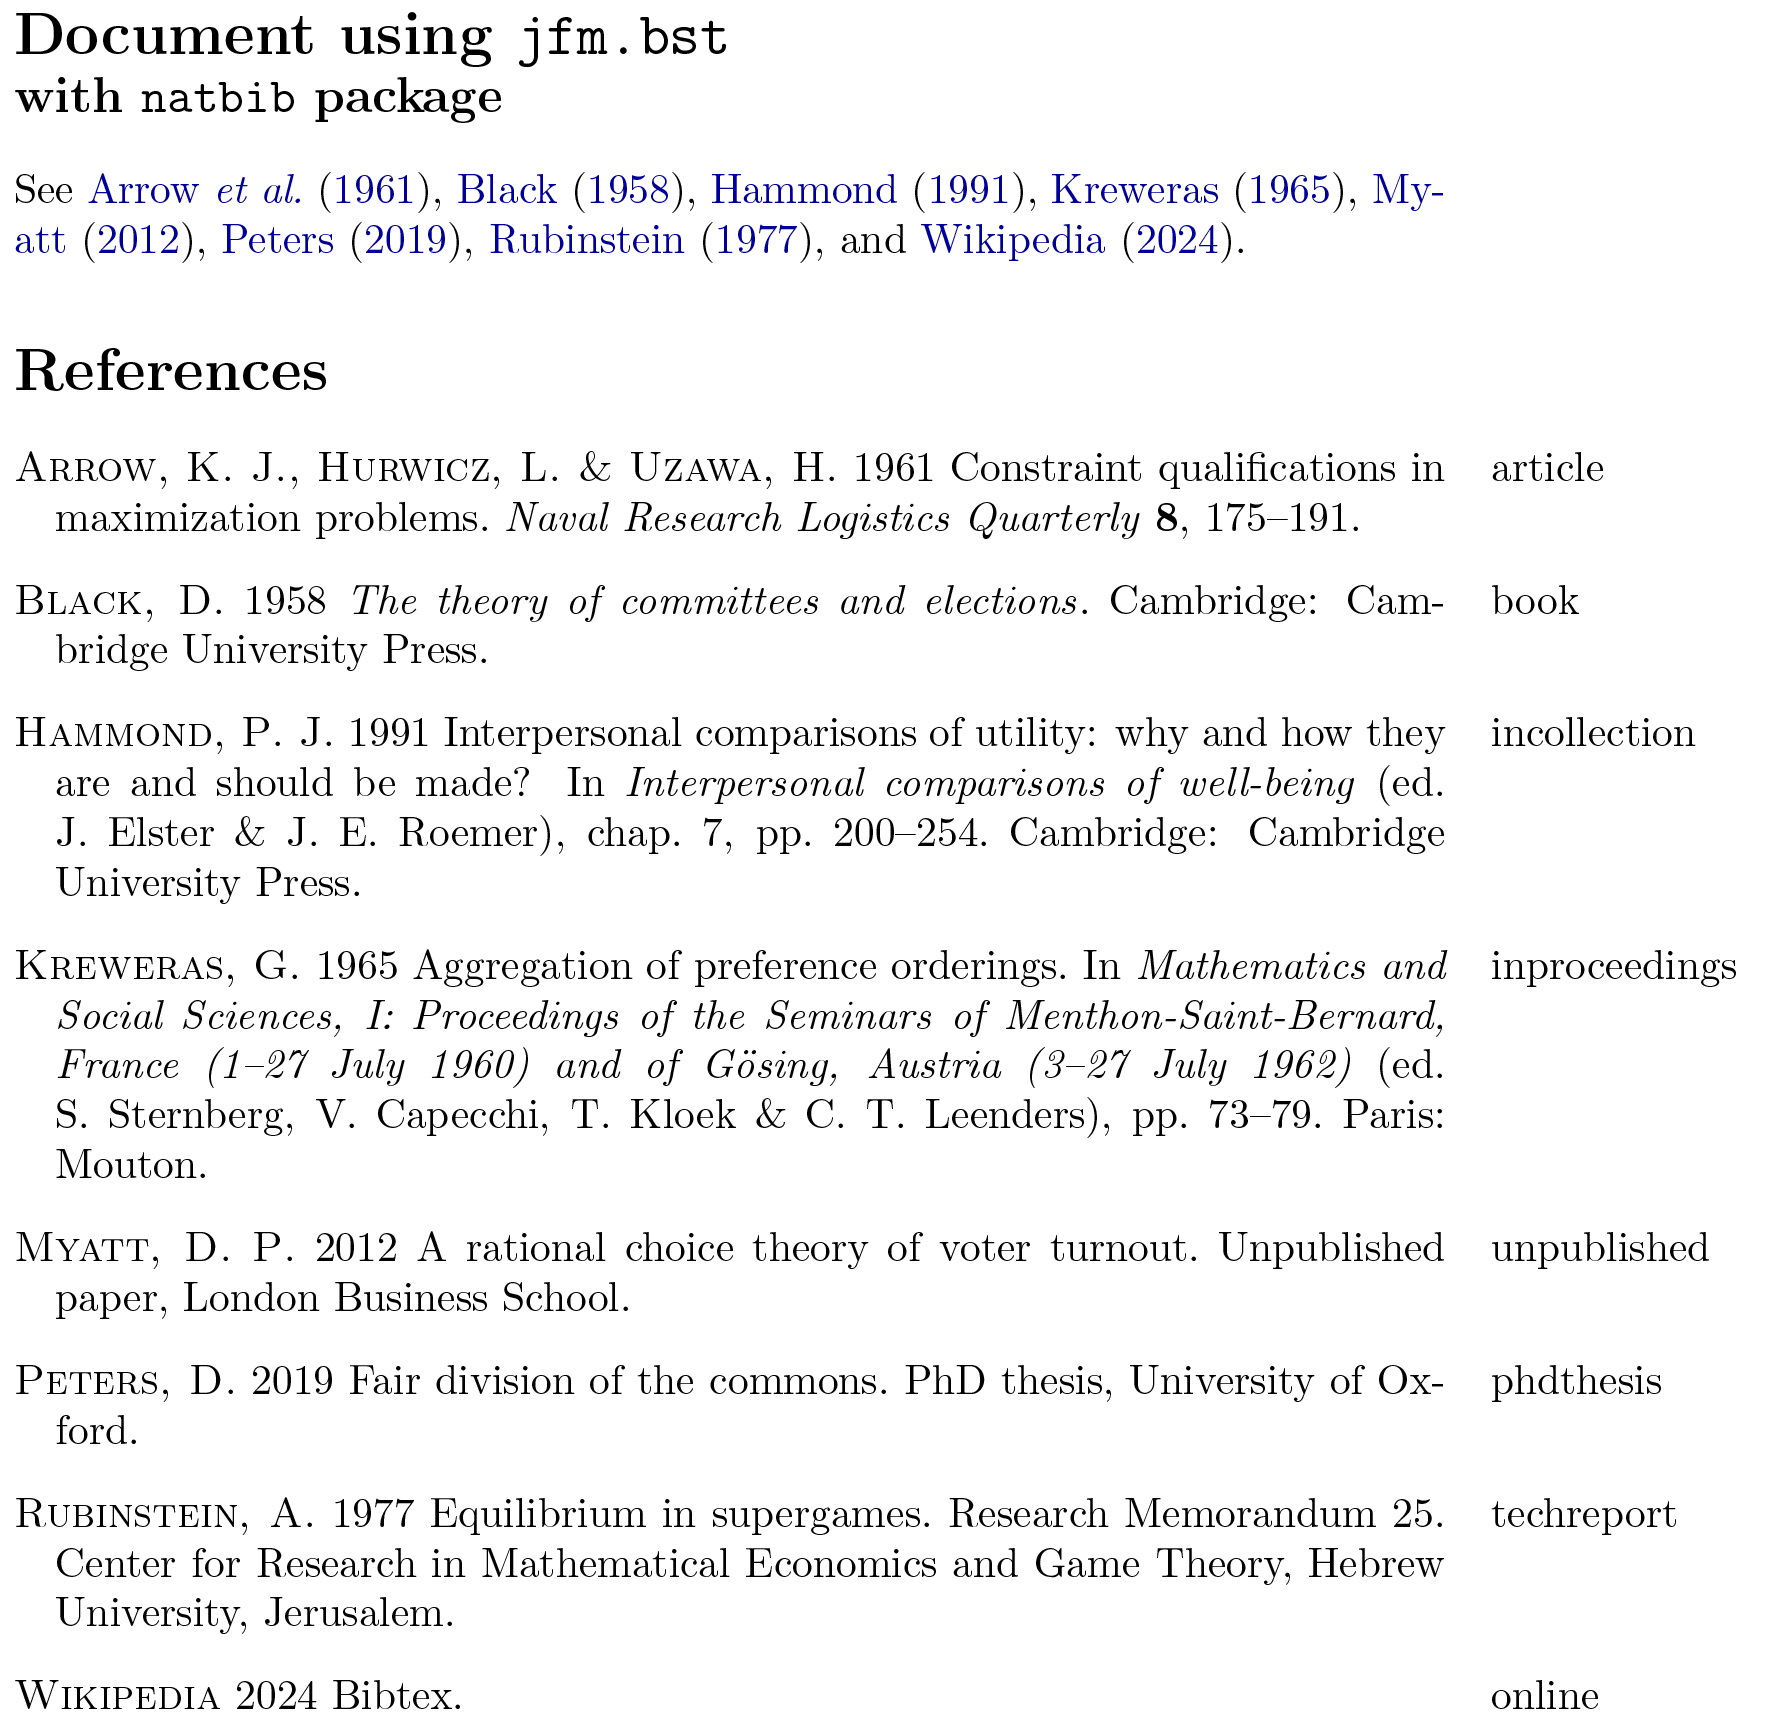 Document using jfm.bst
with natbib package
See Arrow et al. (1961), Black (1958), Hammond (1991), Kreweras (1965), My-
att (2012), Peters (2019), Rubinstein (1977), and Wikipedia (2024).
References
Arrow, K. J., Hurwicz, L. & Uzawa, H. 1961 Constraint qualifications in article
maximization problems. Naval Research Logistics Quarterly 8, 175–191.
Black, D. 1958 The theory of committees and elections. Cambridge: Cam- book
bridge University Press.
Hammond, P. J. 1991 Interpersonal comparisons of utility: why and how they incollection
are and should be made? In Interpersonal comparisons of well-being (ed.
J. Elster & J. E. Roemer), chap. 7, pp. 200–254. Cambridge: Cambridge
University Press.
Kreweras, G. 1965 Aggregation of preference orderings. In Mathematics and inproceedings
Social Sciences, I: Proceedings of the Seminars of Menthon-Saint-Bernard,
France (1–27 July 1960) and of Gösing, Austria (3–27 July 1962) (ed.
S. Sternberg, V. Capecchi, T. Kloek & C. T. Leenders), pp. 73–79. Paris:
Mouton.
Myatt, D. P. 2012 A rational choice theory of voter turnout. Unpublished unpublished
paper, London Business School.
Peters, D. 2019 Fair division of the commons. PhD thesis, University of Ox- phdthesis
ford.
Rubinstein, A. 1977 Equilibrium in supergames. Research Memorandum 25. techreport
Center for Research in Mathematical Economics and Game Theory, Hebrew
University, Jerusalem.
Wikipedia 2024 Bibtex. online